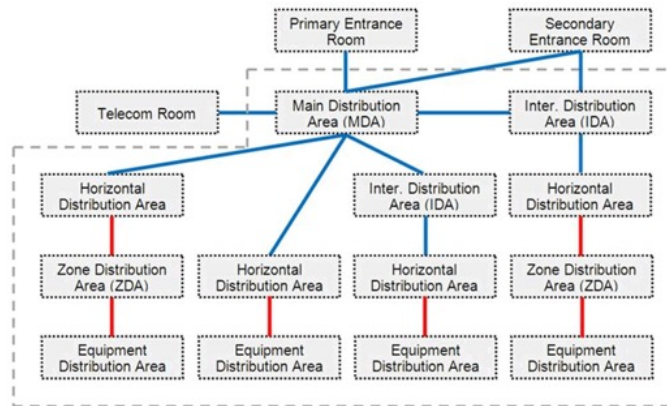 Primary Entrance
Room
Secondary
Entrance Room
Telecom Room
Main Distribution
Area (MDA)
Inter. Distribution
Area (IDA)
Horizontal
Distribution Area
Inter. Distribution
Area (IDA)
Horizontal
Distribution Area
Zone Distribution
Area (ZDA)
Horizontal
Distribution Area
Horizontal
Distribution Area
Zone Distribution
Area (ZDA)
Equipment
Distribution Area
Equipment
Distribution Area
Equipment
Distribution Area
Equipment
Distribution Area